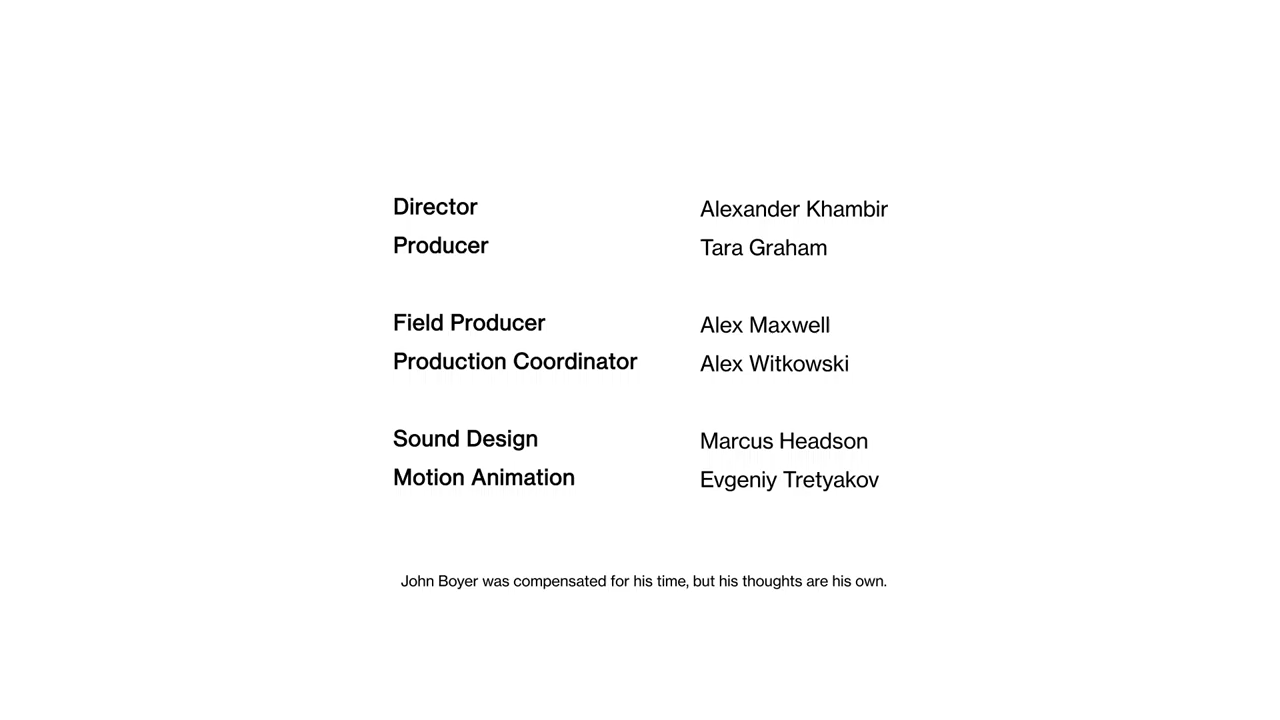 Director Alexander Khambir
Producer Tara Graham
Field Producer Alex Maxwell
Production Coordinator Alex Witkowski
Sound Design Marcus Headson
Motion Animation Evgeniy Tretyakov
John Boyer was compensated for his time, but his thoughts are his own.